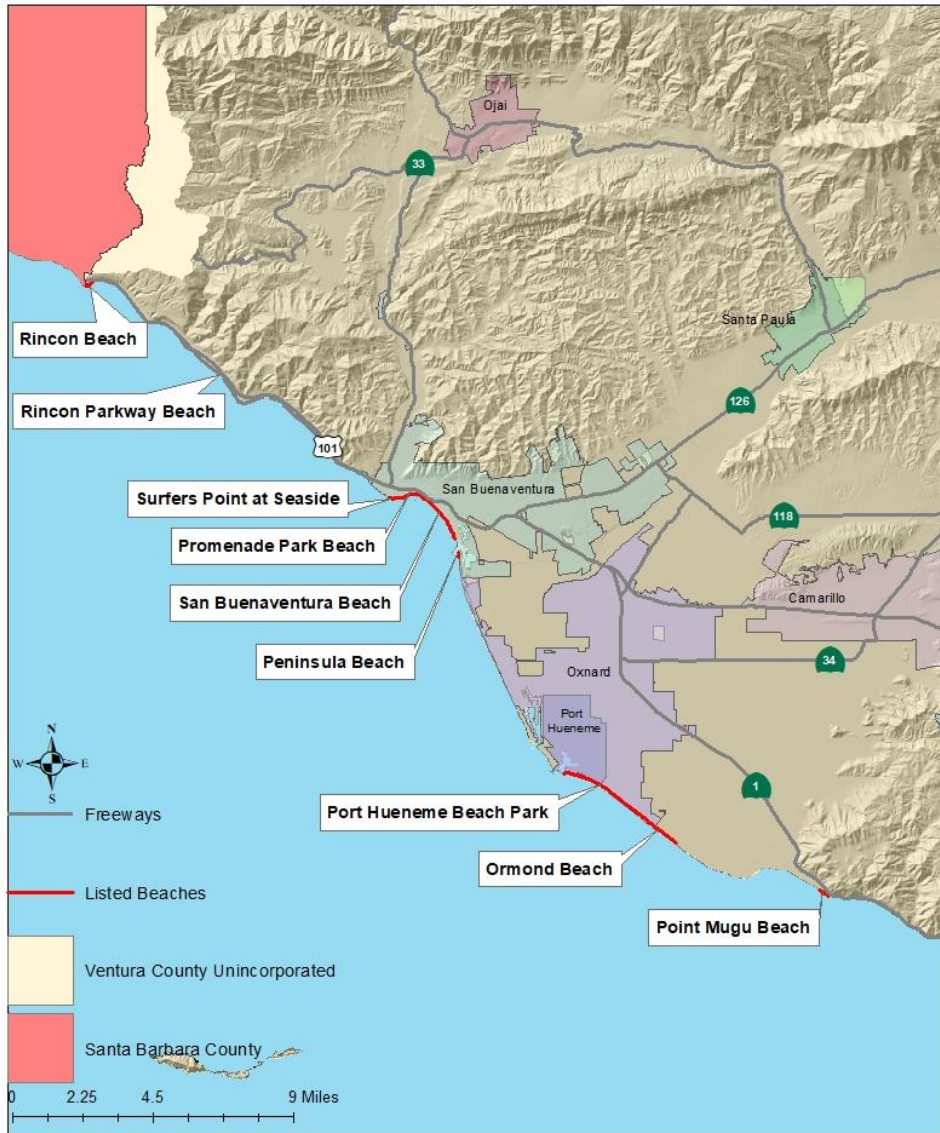 Ojai
33
Santa Paula
Rincon Beach
126
Rincon Parkway Beach
101
Surfers Point at Seaside
San Buenaventura
118
Promenade Park Beach
San Buenaventura Beach
Camarillo
Peninsula Beach
34
Oxnard
Port
Hueneme
N
W
E
S
1
Port Hueneme Beach Park
Freeways
Ormond Beach
Listed Beaches
Point Mugu Beach
Ventura County Unincorporated
Santa Barbara County
0 2.25 4.5 9 Miles